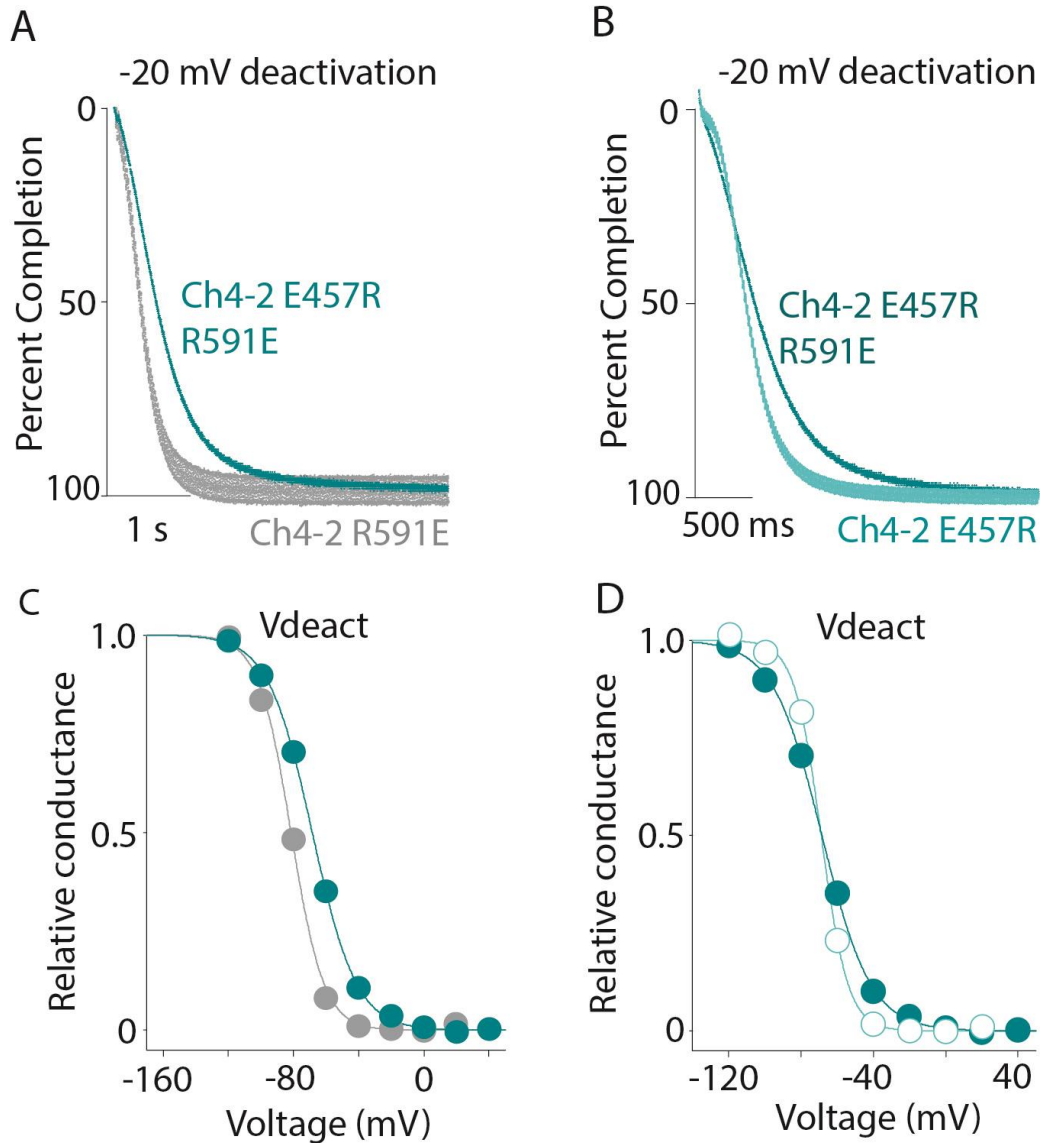 A
-20 mV deactivation
Percent Completion
0
50
100
Ch4-2 E457R
R591E
1 s
Ch4-2 R591E
B
-20 mV deactivation
Percent Completion
0
50
100
Ch4-2 E457R
R591E
500 ms
Ch4-2 E457R
C
Vdeact
Relative conductance
1.0
0.5
0
-160
-80
0
Voltage (mV)
D
Vdeact
Relative conductance
1.0
0.5
0
-120
-40
40
Voltage (mV)